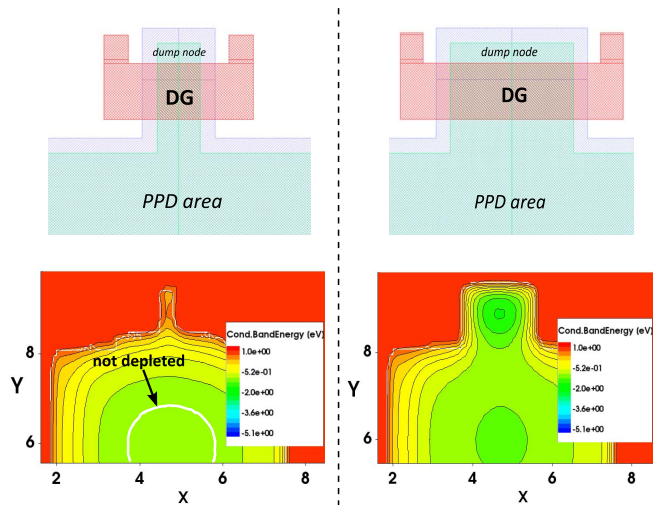 dump node
DG
PPD area
dump node
DG
PPD area
Cond.BandEnergy (eV)
1.0e+00
-5.2e-01
-2.0e+00
-3.6e+00
-5.1e+00
not depleted
8
6
Y
2
4
6
8
X
Cond.BandEnergy (eV)
1.0e+00
-5.2e-01
-2.0e+00
-3.6e+00
-5.1e+00
8
6
Y
2
4
6
8
X